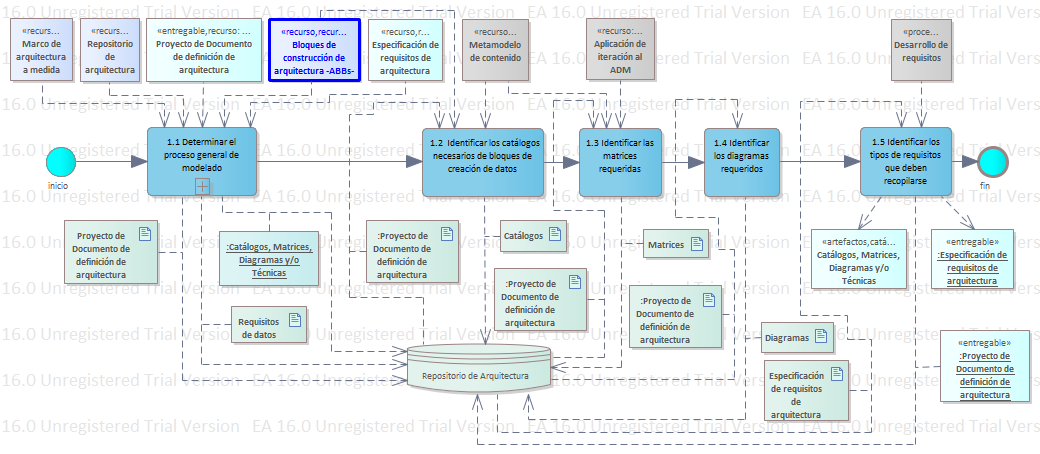 EA 16.0 Unregistered Trial Version
«recurs...
Marco de
arquitectura
a medida
«recurs...
Repositorio
de
arquitectura
«entregable,recurso: ...
Proyecto de Documento
de definición de
arquitectura
«recurso,recur...
Bloques de
construcción de
arquitectura -ABBs-
«recurso,r...
Especificación de
requisitos de
arquitectura
«recurso...
Metamodelo
de contenido
«recurso:...
Aplicación de
iteración al
ADM
«proce...
Desarrollo de
requisitos
inicio
1.1 Determinar el
proceso general de
modelado
1.2 Identificar los catálogos
necesarios de bloques de
creación de datos
1.3 Identificar las
matrices
requeridas
1.4 Identificar
los diagramas
requeridos
1.5 Identificar los
tipos de requisitos
que deben
recopilarse
fin
Proyecto de
Documento de
definición de
arquitectura
:Catálogos, Matrices,
Diagramas y/o
Técnicas
Requisitos
de datos
:Proyecto de
Documento de
definición de
arquitectura
Catálogos
:Proyecto de
Documento de
definición de
arquitectura
Matrices
:Proyecto de
Documento de
definición de
arquitectura
Diagramas
Especificación
de requisitos
de
arquitectura
«artefactos,catá...
Catálogos, Matrices,
Diagramas y/o
Técnicas
«entregable»
:Especificación de
requisitos de
arquitectura
«entregable»
:Proyecto de
Documento de
definición de
arquitectura
Repositorio de Arquitectura